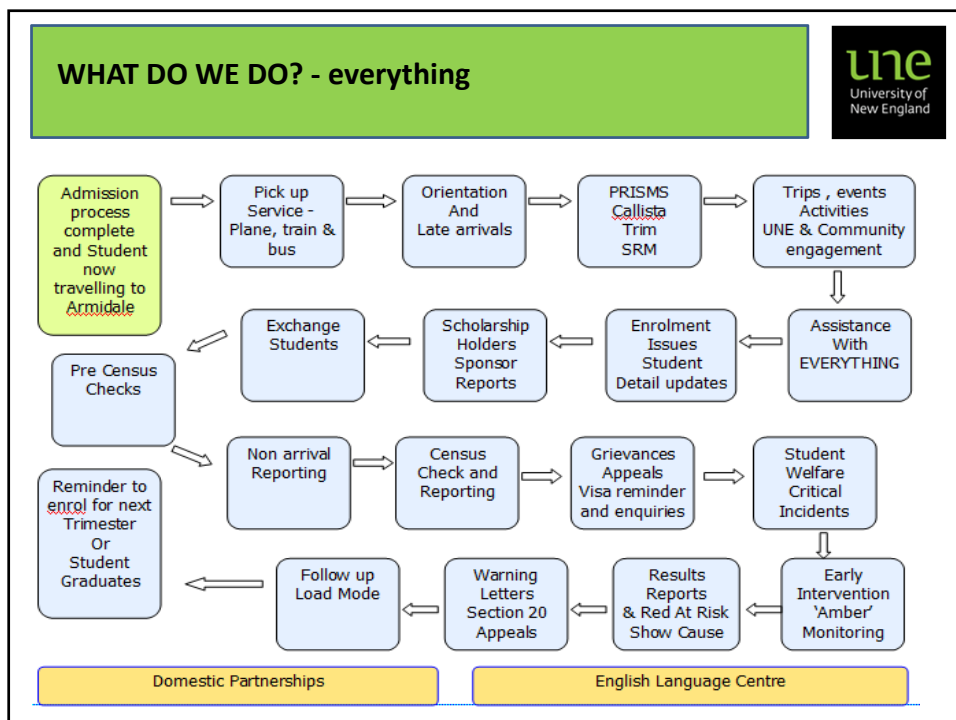 WHAT DO WE DO? - everything
une
University of
New England
Admission
process
complete
and Student
now
travelling to
Armidale
Pick up
Service -
Plane, train &
bus
Orientation
And
Late arrivals
PRISMS
Callista
Trim
SRM
Trips , events
Activities
UNE & Community
engagement
Assistance
With
EVERYTHING
Enrolment
Issues
Student
Detail updates
Scholarship
Holders
Sponsor
Reports
Exchange
Students
Pre Census
Checks
Non arrival
Reporting
Census
Check and
Reporting
Grievances
Appeals
Visa reminder
and enquiries
Student
Welfare
Critical
Incidents
Early
Intervention
‘Amber’
Monitoring
Results
Reports
& Red At Risk
Show Cause
Warning
Letters
Section 20
Appeals
Follow up
Load Mode
Reminder to
enrol for next
Trimester
Or
Student
Graduates
Domestic Partnerships
English Language Centre